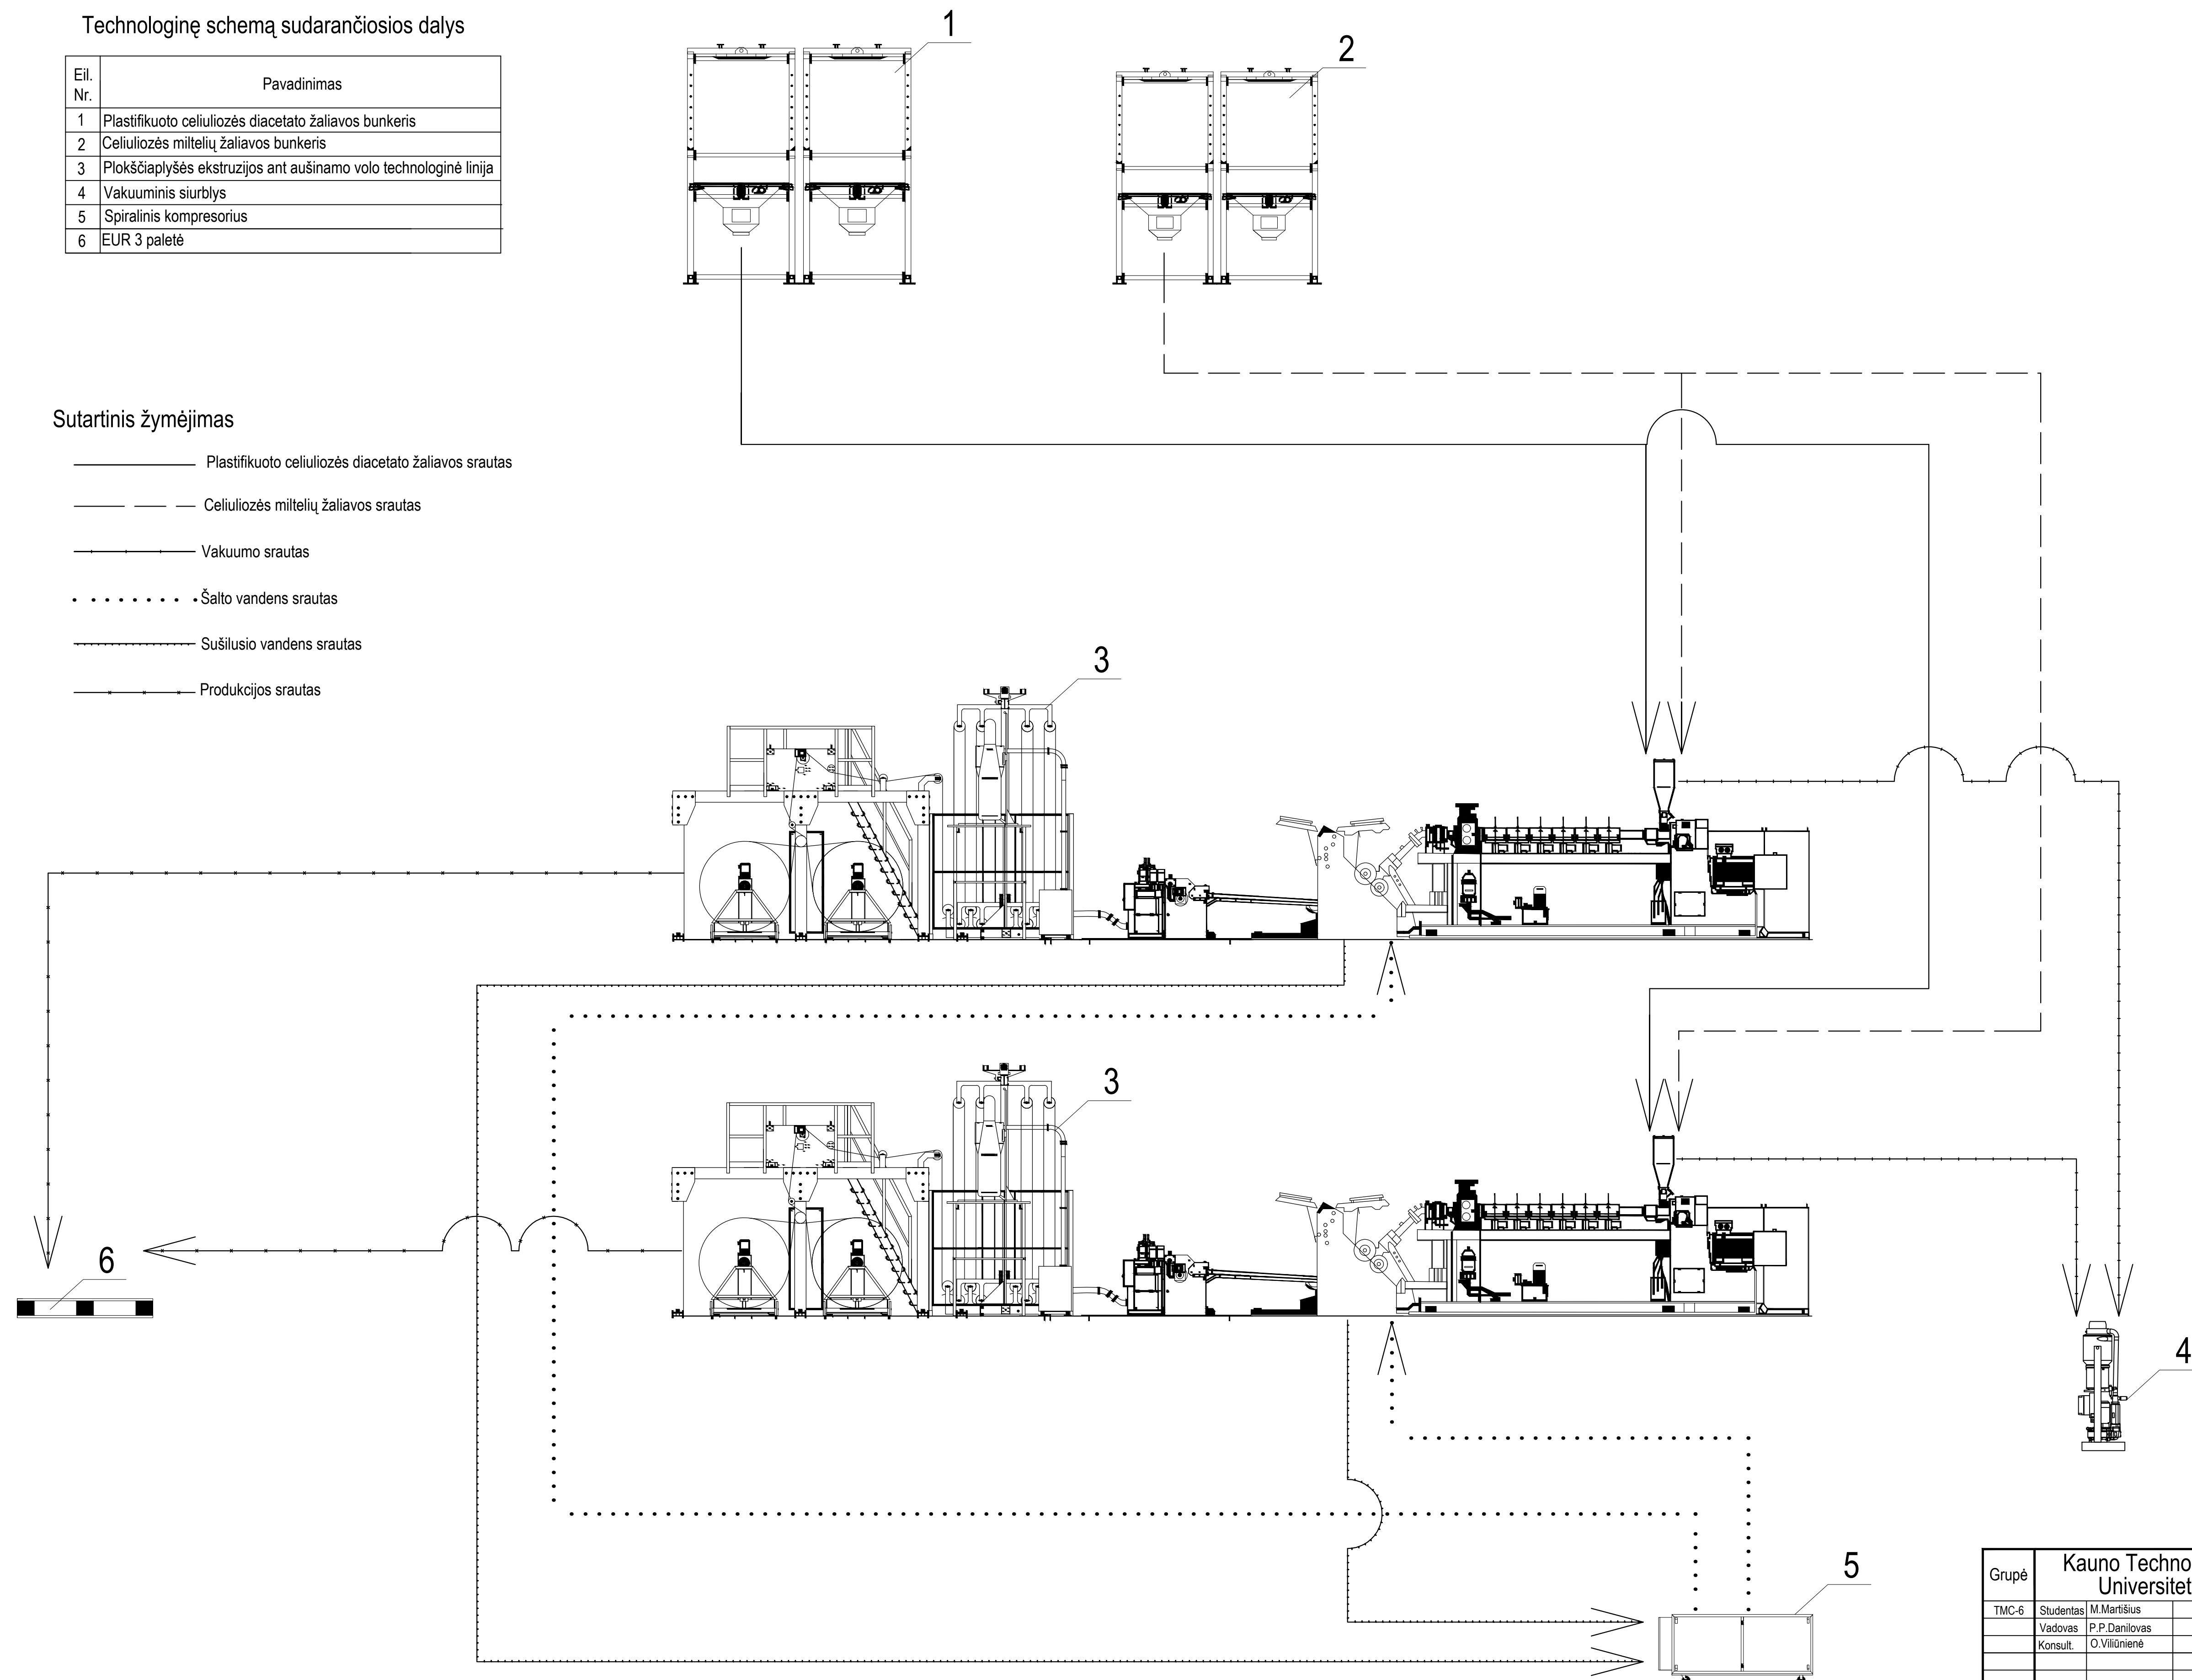 Technologinę schemą sudarančiosios dalys
Eil. Nr. Pavadinimas
1 Plastifikuoto celiuliozės diacetato žaliavos bunkeris
2 Celiuliozės miltelių žaliavos bunkeris
3 Plokščiaplyšės ekstruzijos ant aušinamo volo technologinė linija
4 Vakuuminis siurblys
5 Spiralinis kompresorius
6 EUR 3 paletė
1
2
Sutartinis žymėjimas
Plastifikuoto celiuliozės diacetato žaliavos srautas
Celiuliozės miltelių žaliavos srautas
Vakuumo srautas
Šalto vandens srautas
Sušilusio vandens srautas
Produkcijos srautas
3
3
6
4
5
Grupė Kauno Techno
Universitet
TMC-6 Studentas M.Martišius
Vadovas P.P.Danilovas
Konsult. O.Viliūnienė